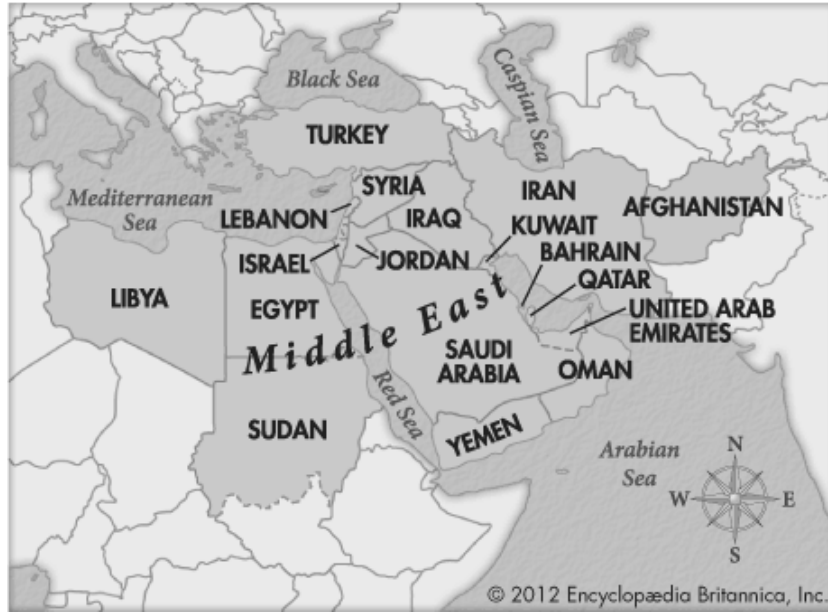 Black Sea
Caspian Sea
TURKEY
Mediterranean
Sea
SYRIA
IRAN
AFGHANISTAN
LEBANON
IRAQ
KUWAIT
BAHRAIN
ISRAEL
JORDAN
QATAR
LIBYA
EGYPT
UNITED ARAB
EMIRATES
Middle East
SAUDI
ARABIA
OMAN
Red Sea
SUDAN
YEMEN
Arabian
Sea
N
W
E
S
© 2012 Encyclopædia Britannica, Inc.